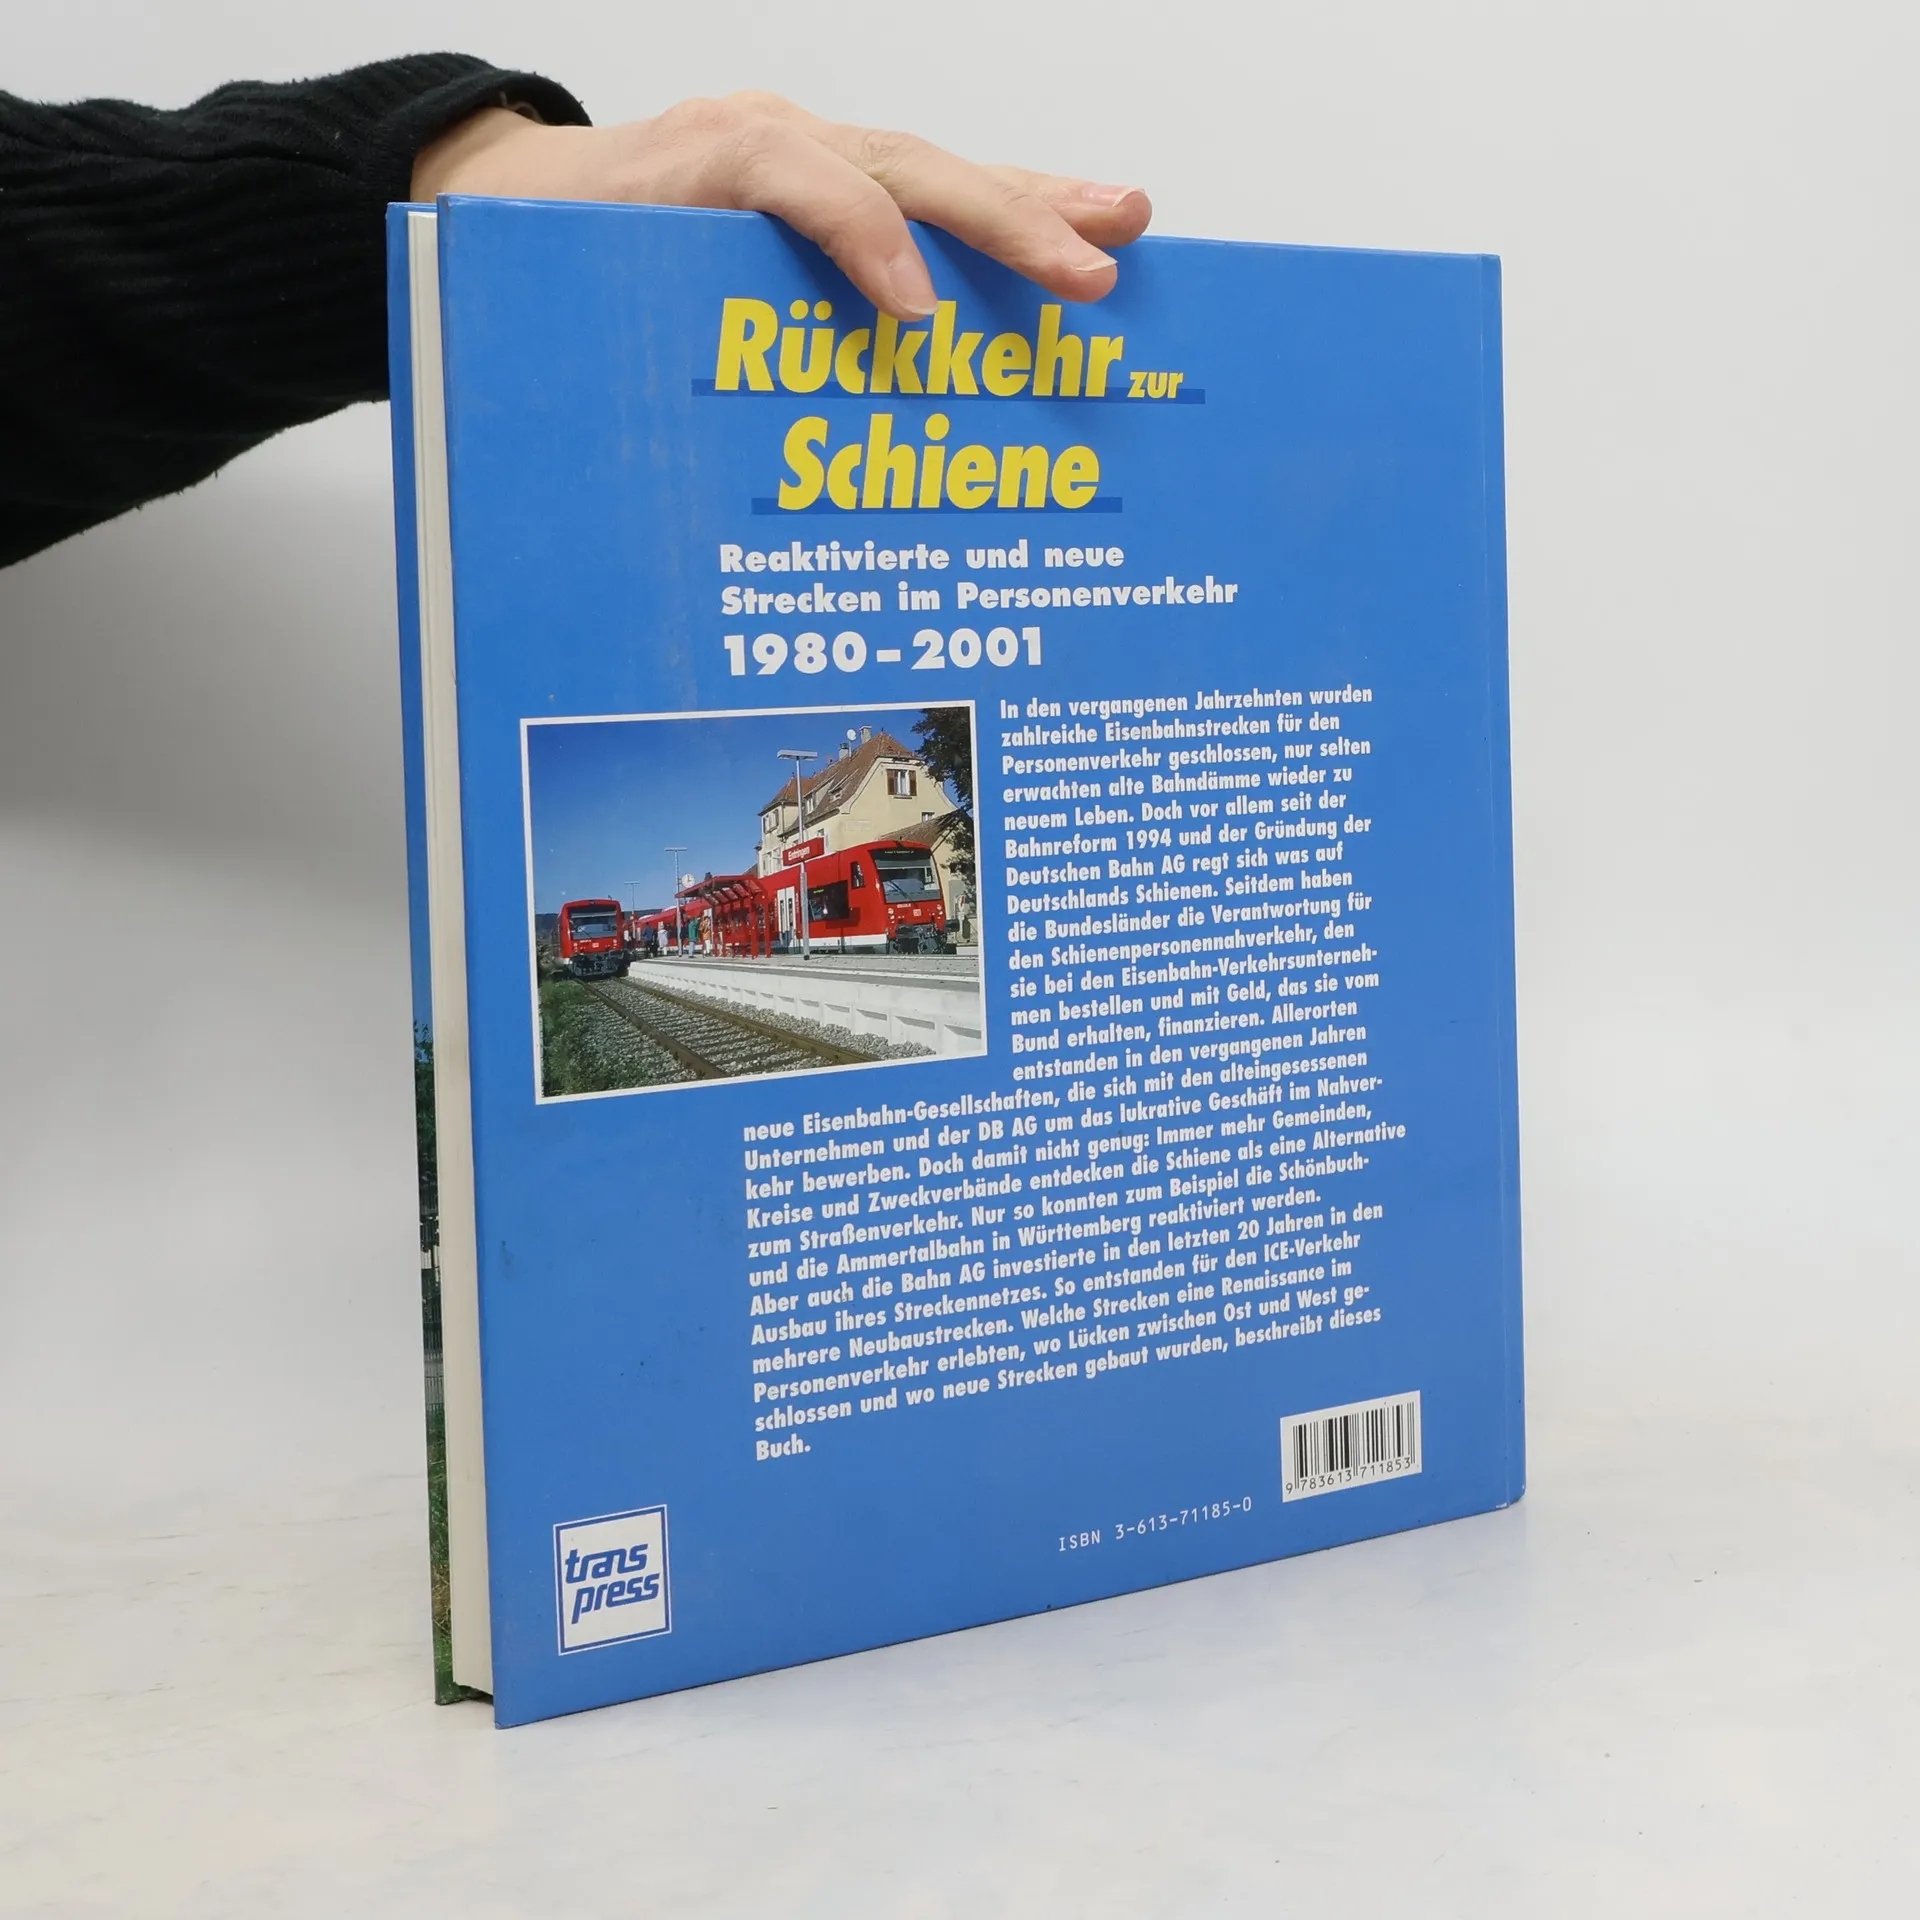 Rückkehr zur
Schiene
Reaktivierte und neue
Strecken im Personenverkehr
1980–2001
In den vergangenen Jahrzehnten wurden
zahlreiche Eisenbahnstrecken für den
Personenverkehr geschlossen, nur selten
erwachten alte Bahndämme wieder zu
neuem Leben. Doch vor allem seit der
Bahnreform 1994 und der Gründung der
Deutschen Bahn AG regt sich was auf
Deutschlands Schienen. Seitdem haben
die Bundesländer die Verantwortung für
den Schienenpersonennahverkehr, den
sie bei den Eisenbahn-Verkehrsunterneh-
men bestellen und mit Geld, das sie vom
Bund erhalten, finanzieren. Allerorten
entstanden in den vergangenen Jahren
neue Eisenbahn-Gesellschaften, die sich mit den alteingesessenen
Unternehmen und der DB AG um das lukrative Geschäft im Nahver-
kehr bewerben. Doch damit nicht genug: Immer mehr Gemeinden,
Kreise und Zweckverbände entdecken die Schiene als eine Alternative
zum Straßenverkehr. Nur so konnten zum Beispiel die Schönbuch-
und die Ammertalbahn in Württemberg reaktiviert werden.
Aber auch die Bahn AG investierte in den letzten 20 Jahren in den
Ausbau ihres Streckennetzes. So entstanden für den ICE-Verkehr
mehrere Neubaustrecken. Welche Strecken eine Renaissance im
Personenverkehr erlebten, wo Lücken zwischen Ost und West ge-
schlossen und wo neue Strecken gebaut wurden, beschreibt dieses
Buch.
Entringen
9 783613 711853
ISBN 3-613-71185-0
trans
press